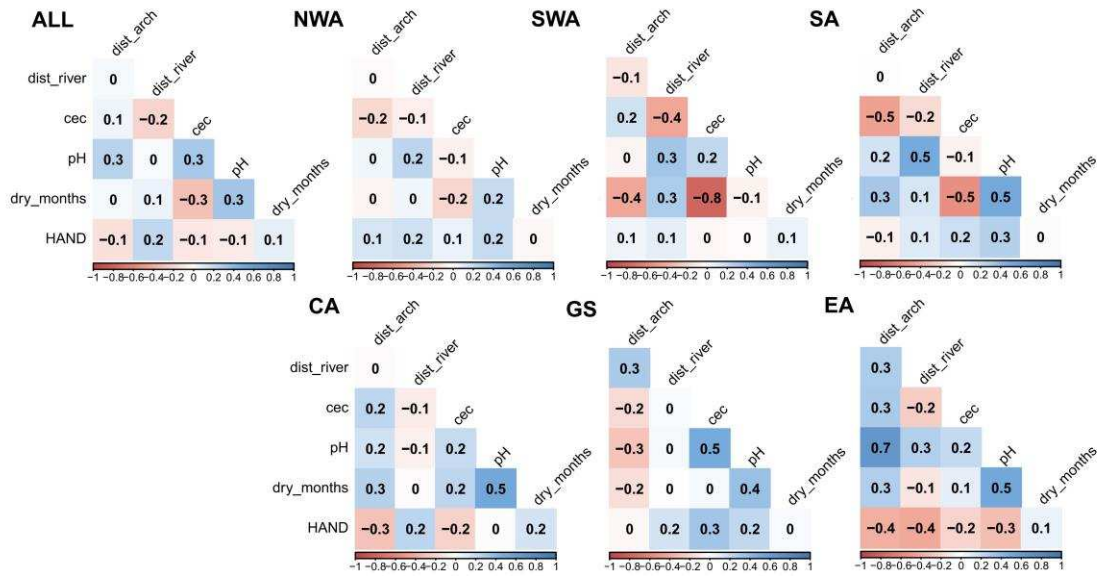 ALL NWA SWA SA
dist_arch dist_arch dist_arch dist_arch
dist_river 0 dist_river 0 dist_river −0.1 dist_river 0 dist_river
cec 0.1 −0.2 cec −0.2 −0.1 cec 0.2 −0.4 cec −0.5 −0.2 cec
pH 0.3 0 0.3 pH 0 0.2 −0.1 pH 0 0.3 0.2 pH 0.2 0.5 −0.1 pH
dry_months 0 0.1 −0.3 0.3 dry_months 0 0 −0.2 0.2 dry_months −0.4 0.3 −0.8 −0.1 dry_months 0.3 0.1 −0.5 0.5 dry_months
HAND −0.1 0.2 −0.1 −0.1 0.1 0.1 0.2 0.1 0.2 0 0.1 0.1 0 0 0.1 −0.1 0.1 0.2 0.3 0
−1 −0.8 −0.6 −0.4 −0.2 0 0.2 0.4 0.6 0.8 1 −1 −0.8 −0.6 −0.4 −0.2 0 0.2 0.4 0.6 0.8 1 −1 −0.8 −0.6 −0.4 −0.2 0 0.2 0.4 0.6 0.8 1 −1 −0.8 −0.6 −0.4 −0.2 0 0.2 0.4 0.6 0.8 1
CA GS EA
dist_arch dist_arch dist_arch
dist_river 0 dist_river 0.3 dist_river 0.3 dist_river
cec 0.2 −0.1 cec −0.2 0 cec 0.3 −0.2 cec
pH 0.2 −0.1 0.2 pH −0.3 0 0.5 pH 0.7 0.3 0.2 pH
dry_months 0.3 0 0.2 0.5 dry_months −0.2 0 0 0.4 dry_months 0.3 −0.1 0.1 0.5 dry_months
HAND −0.3 0.2 −0.2 0 0.2 0 0.2 0.3 0.2 0 −0.4 −0.4 −0.2 −0.3 0.1
−1 −0.8 −0.6 −0.4 −0.2 0 0.2 0.4 0.6 0.8 1 −1 −0.8 −0.6 −0.4 −0.2 0 0.2 0.4 0.6 0.8 1 −1 −0.8 −0.6 −0.4 −0.2 0 0.2 0.4 0.6 0.8 1